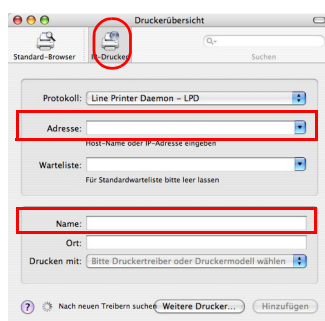 Druckerübersicht
Standard-Browser IP-Drucker
Suchen
Protokoll: Line Printer Daemon – LPD
Adresse:
Host-Name oder IP-Adresse eingeben
Warteliste:
Für Standardwarteliste bitte leer lassen
Name:
Ort:
Drucken mit: Bitte Druckertreiber oder Druckermodell wählen
? Nach neuen Treibern suchen Weitere Drucker... Hinzufügen